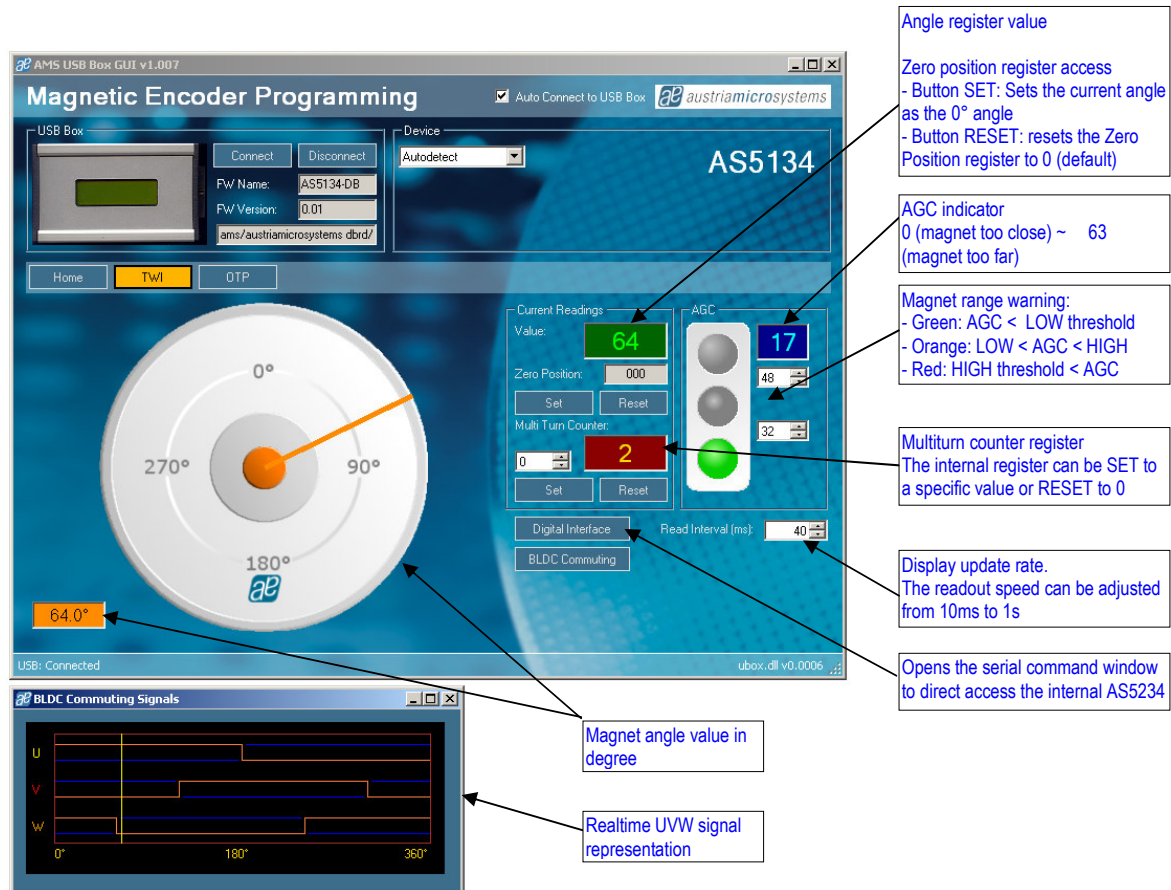 AMS USB Box GUI v1.007
Magnetic Encoder Programming
Auto Connect to USB Box
austriamicrosystems
USB Box
Connect
Disconnect
FW Name:
AS5134-DB
FW Version:
0.01
ams/austriamicrosystems dbrd/
Device
Autodetect
AS5134
Home
TWI
OTP
0°
90°
180°
270°
64.0°
Current Readings
Value:
64
Zero Position:
000
Set
Reset
Multi Turn Counter:
0
2
Set
Reset
AGC
17
48
32
Digital Interface
Read Interval (ms):
40
BLDC Commuting
USB: Connected
ubox.dll v0.0006
BLDC Commuting Signals
U
V
W
0°
180°
360°
Angle register value
Zero position register access
- Button SET: Sets the current angle
as the 0° angle
- Button RESET: resets the Zero
Position register to 0 (default)
AGC indicator
0 (magnet too close) ~ 63
(magnet too far)
Magnet range warning:
- Green: AGC < LOW threshold
- Orange: LOW < AGC < HIGH
- Red: HIGH threshold < AGC
Multiturn counter register
The internal register can be SET to
a specific value or RESET to 0
Display update rate.
The readout speed can be adjusted
from 10ms to 1s
Opens the serial command window
to direct access the internal AS5234
Magnet angle value in
degree
Realtime UVW signal
representation